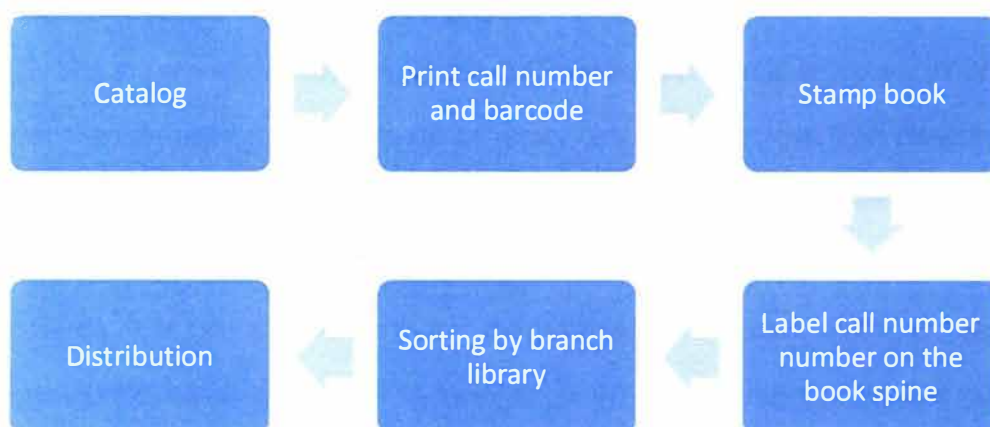 Catalog
Print call number
and barcode
Stamp book
Label call number
number on the
book spine
Sorting by branch
library
Distribution